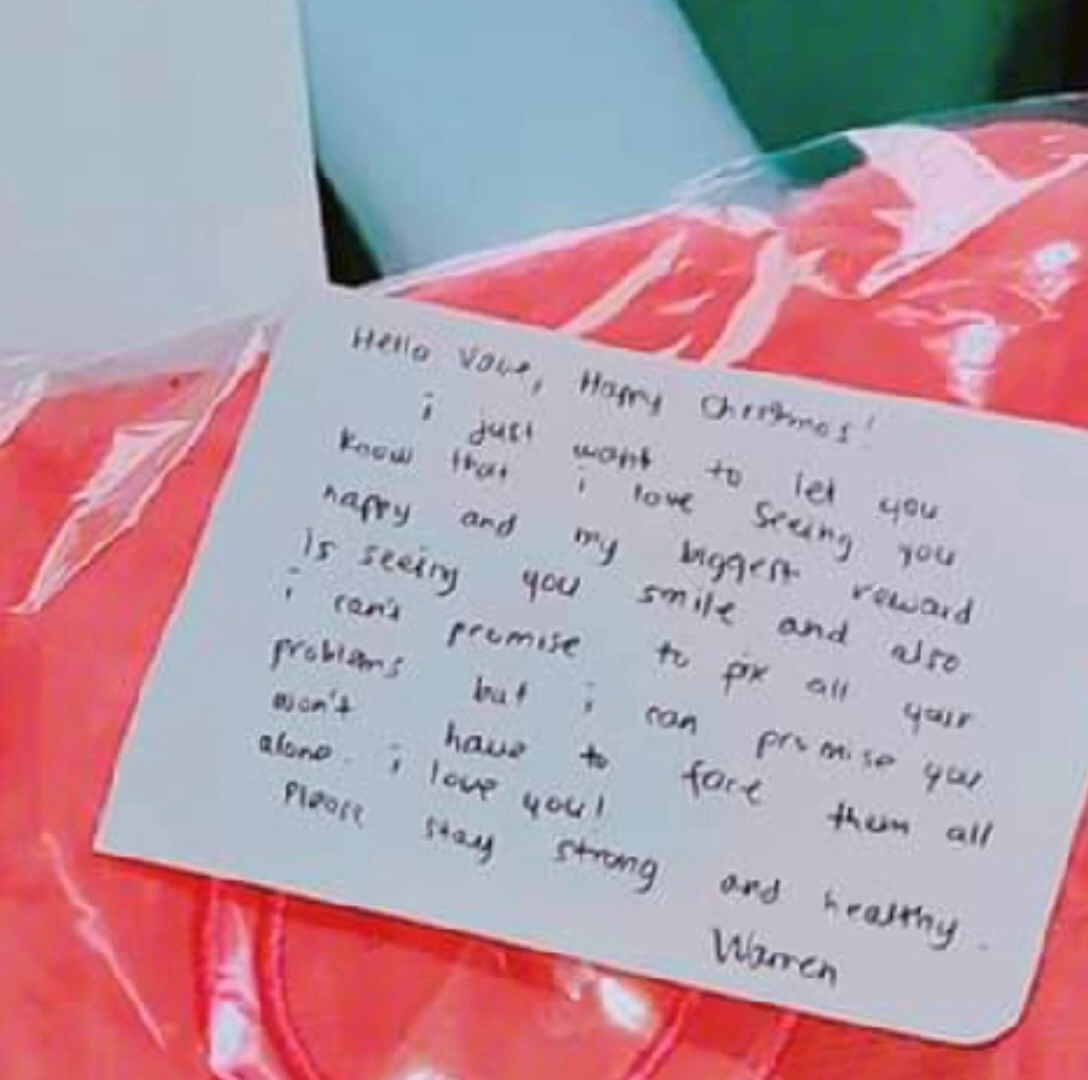 Hello Vaue, Happy Christmas!
i just want to let you
know that i love seeing you
happy and my biggest reward
is seeing you smile and also
i can't promise to fix all your
problems but i can promise you
won't have to face them all
alone. i love you!
Please stay strong and healthy.
Warren